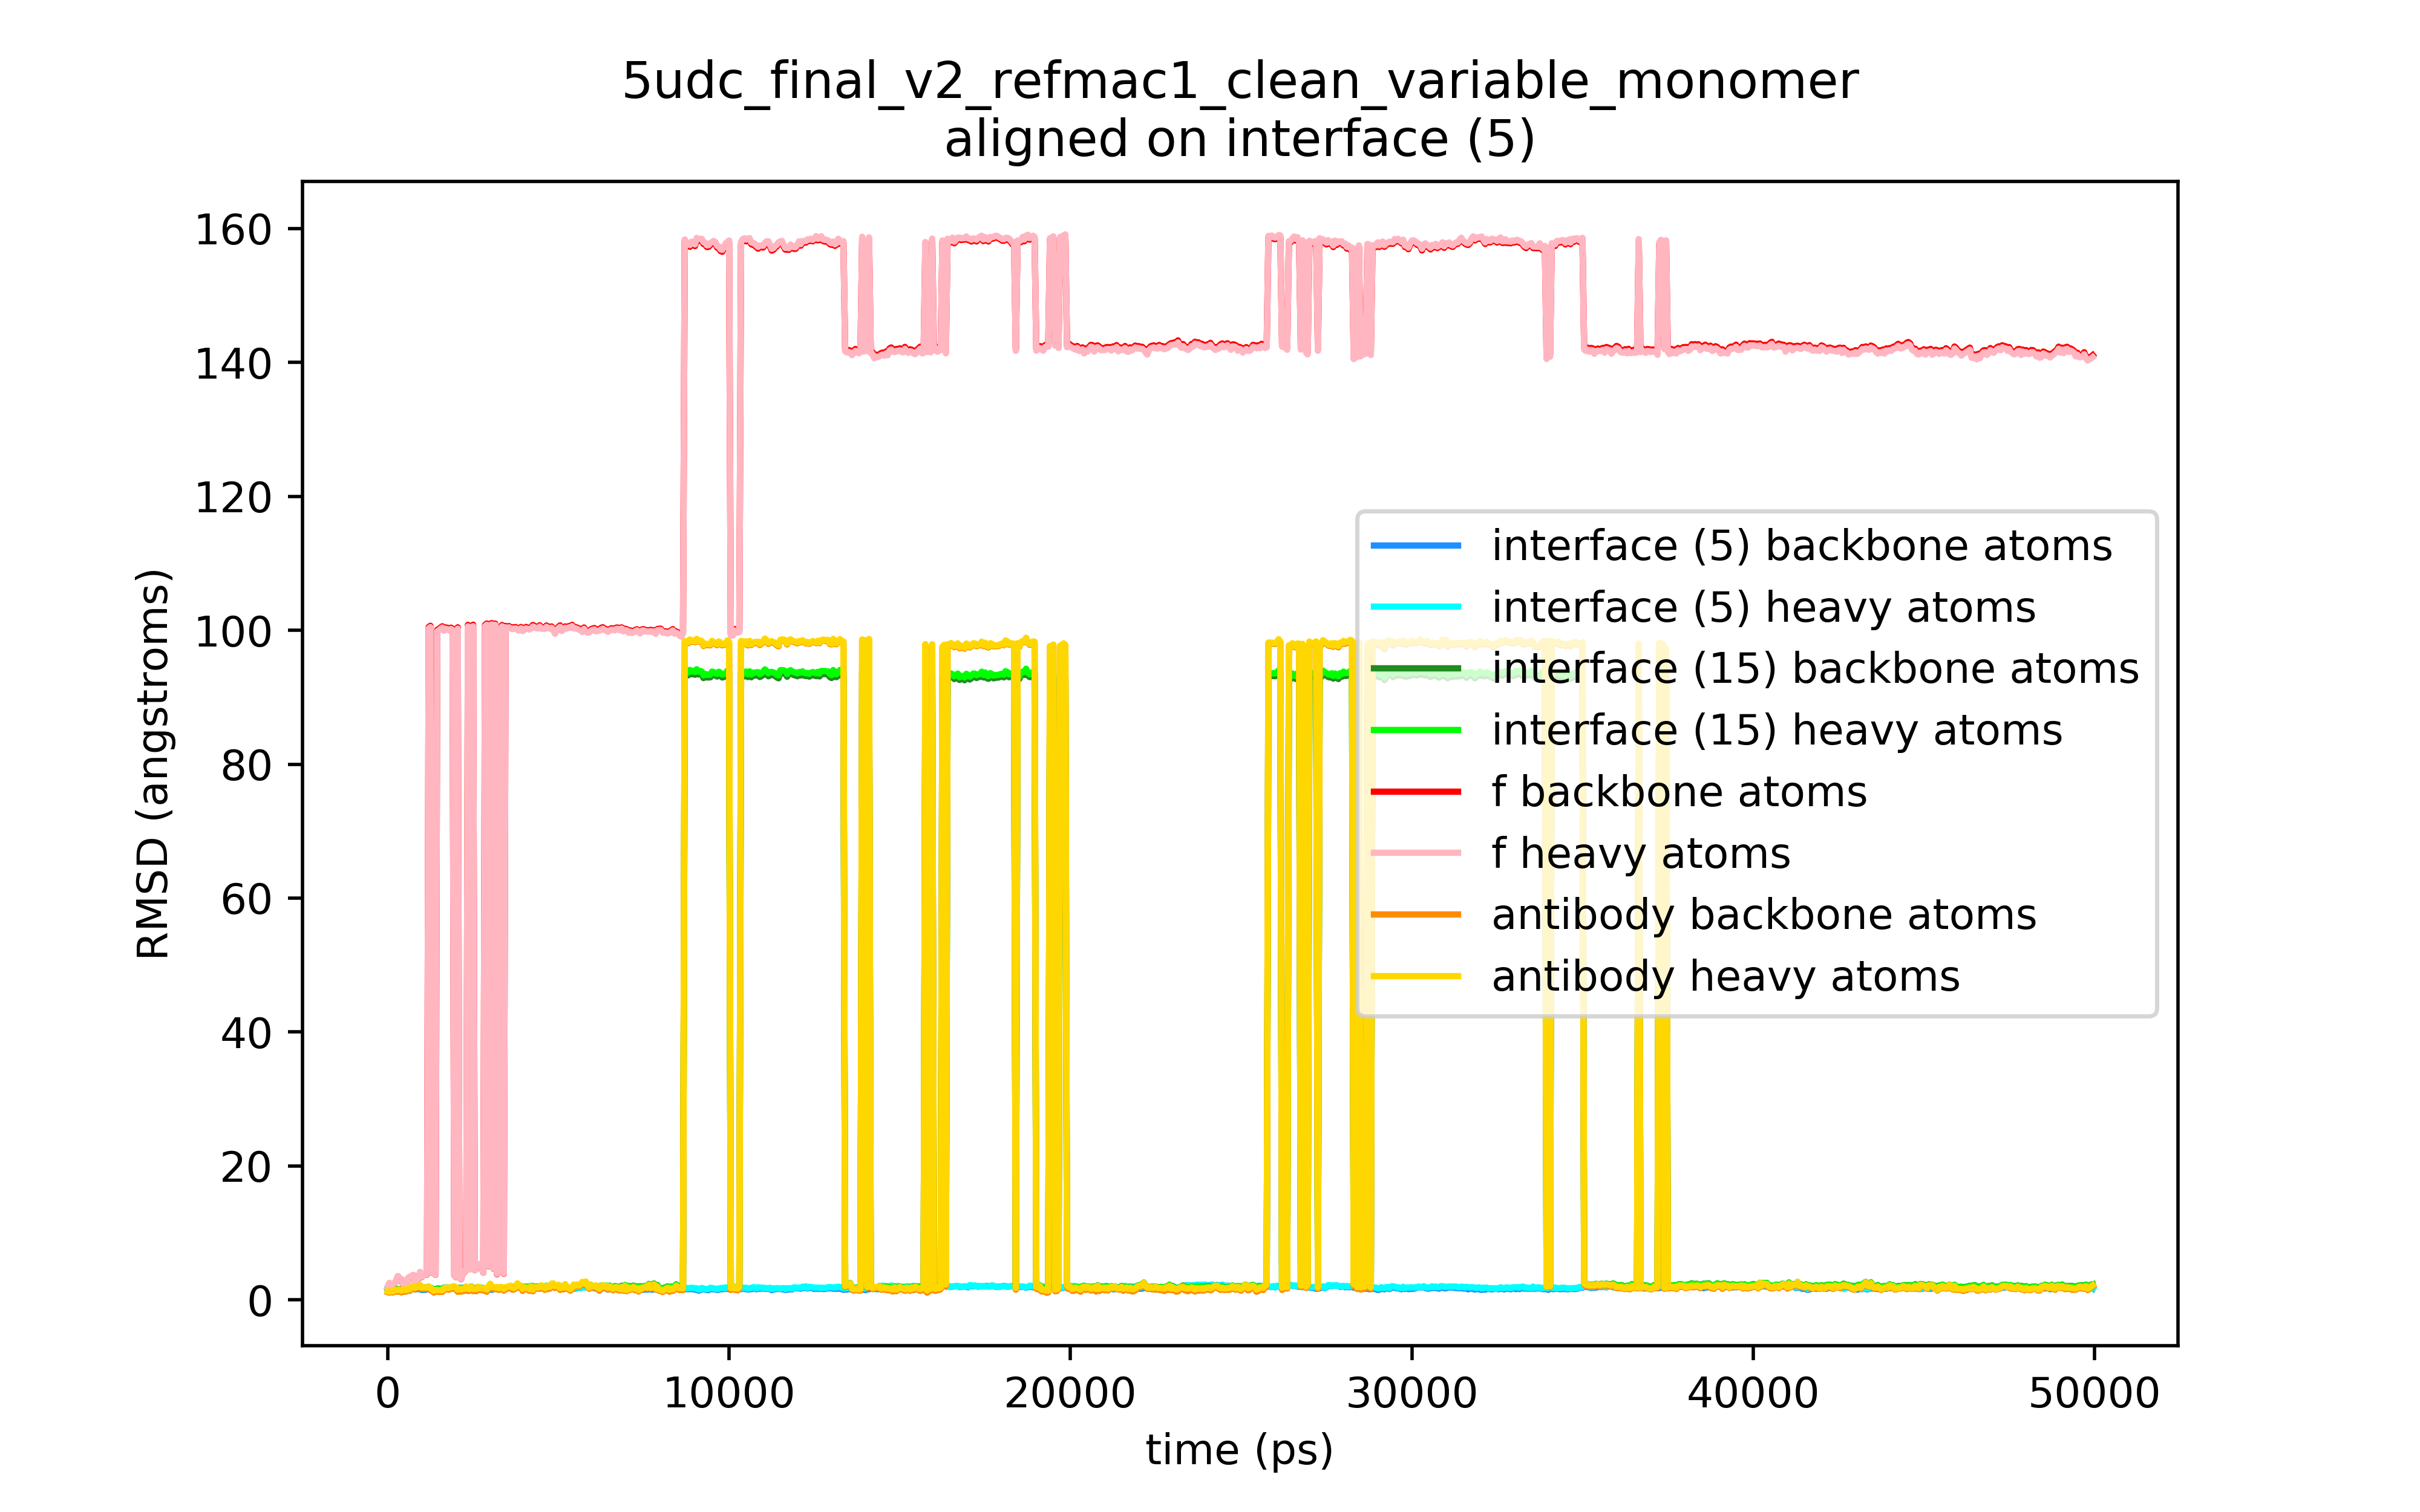 5udc_final_v2_refmac1_clean_variable_monomer
aligned on interface (5)
RMSD (angstroms)
160
140
120
100
80
60
40
20
0
interface (5) backbone atoms
interface (5) heavy atoms
interface (15) backbone atoms
interface (15) heavy atoms
f backbone atoms
f heavy atoms
antibody backbone atoms
antibody heavy atoms
0 10000 20000 30000 40000 50000
time (ps)